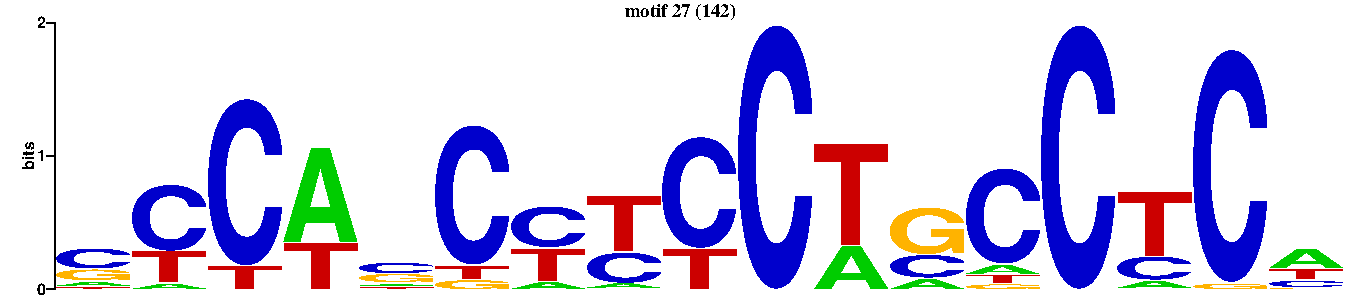 motif 27 (142)
2
bits
1
0
C C C A C C C T C C T G C C T C A
G T T T G T T C T A C A C T
A A A G A A A T A G C
T T G